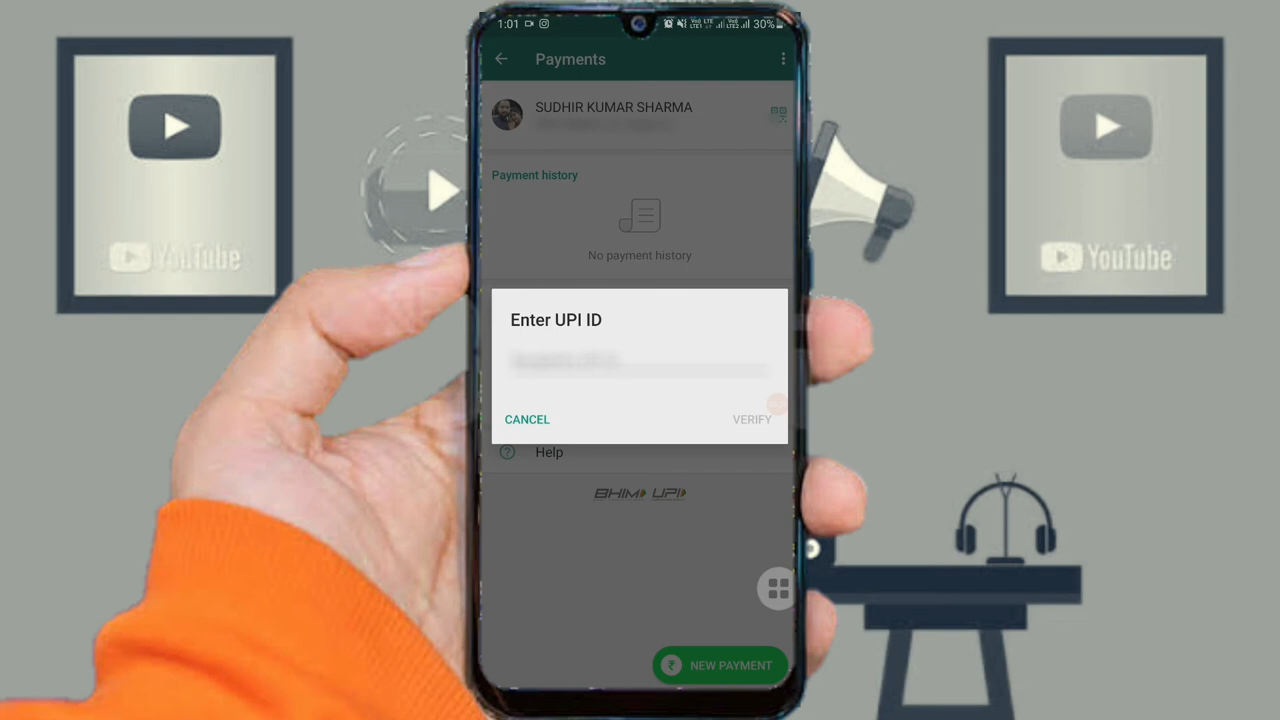 1:01
30%
Payments
SUDHIR KUMAR SHARMA
Payment history
No payment history
Enter UPI ID
CANCEL
VERIFY
Help
BHIM UPI
NEW PAYMENT
YouTube
YouTube